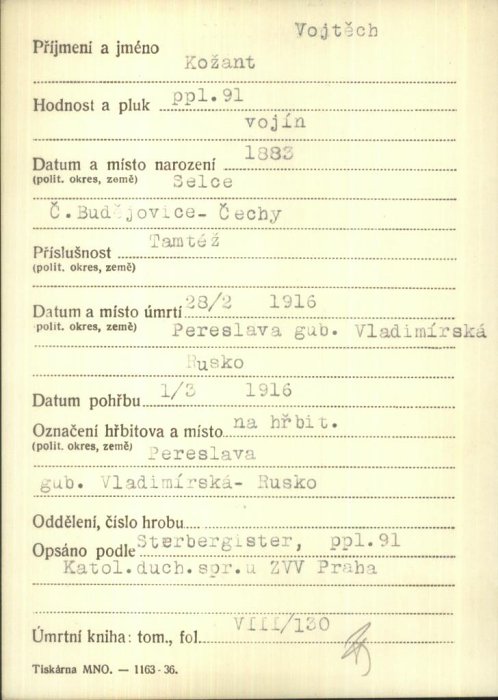 Vojtěch
Příjmení a jméno
Kožant
Hodnost a pluk ppl.91
vojín
Datum a místo narození 1883
(polit. okres, země) Selce
Č.Budějovice- Čechy
Příslušnost Tamtéž
(polit. okres, země)
Datum a místo úmrtí 28/2 1916
polit. okres, země) Pereslava gub. Vladimírská
Rusko
Datum pohřbu 1/3 1916
Označení hřbitova a místo na hřbit.
(polit. okres, země) Pereslava
gub. Vladimírská- Rusko
Oddělení, číslo hrobu
Opsáno podle Sterbergister, ppl.91
Katol.duch.spr.u ZVV Praha
Úmrtní kniha: tom., fol. VIII/130
Tiskárna MNO. — 1163-36.